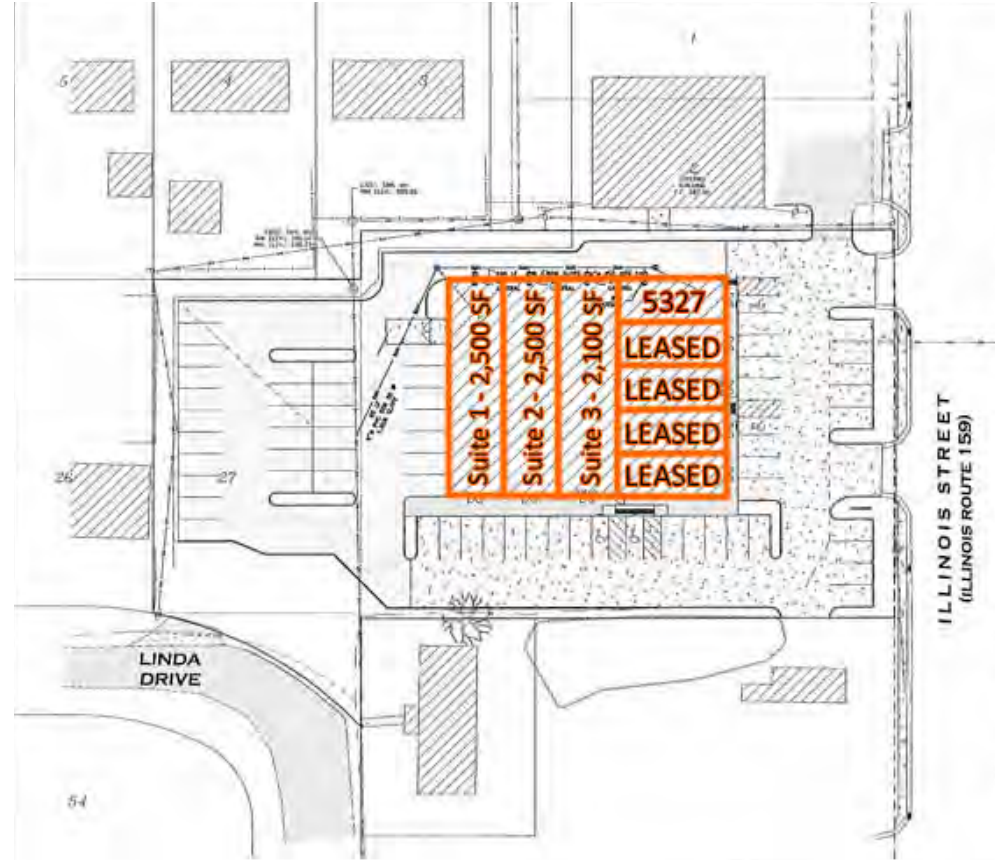 1
5
4
3
5327
LEASED
LEASED
LEASED
LEASED
Suite 1 - 2,500 SF
Suite 2 - 2,500 SF
Suite 3 - 2,100 SF
26
27
ILLINOIS STREET
(ILLINOIS ROUTE 159)
LINDA
DRIVE
54